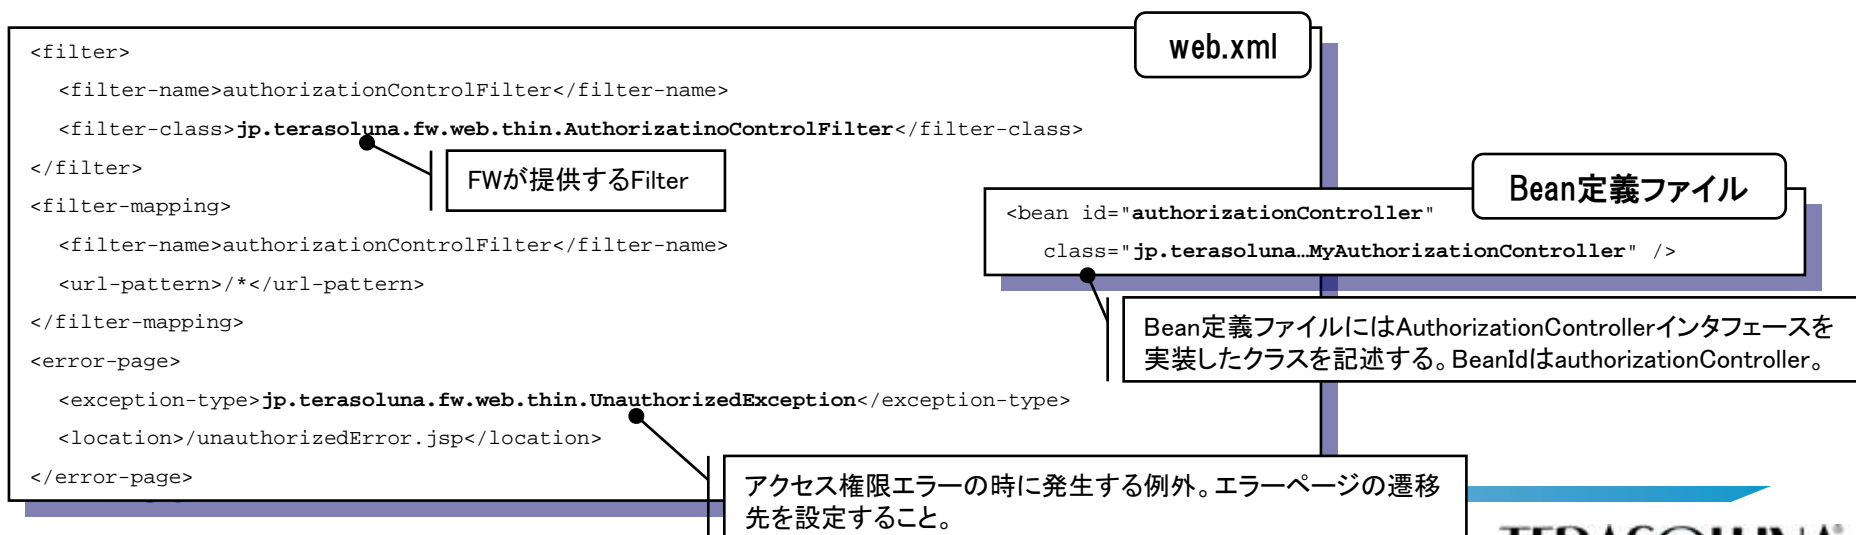 web.xml
<filter>
<filter-name>authorizationControlFilter</filter-name>
<filter-class>jp.terasoluna.fw.web.thin.AuthorizatinoControlFilter</filter-class>
</filter>
FWが提供するFilter
<filter-mapping>
<filter-name>authorizationControlFilter</filter-name>
<url-pattern>/*</url-pattern>
</filter-mapping>
<error-page>
<exception-type>jp.terasoluna.fw.web.thin.UnauthorizedException</exception-type>
<location>/unauthorizedError.jsp</location>
</error-page>
アクセス権限エラーの時に発生する例外。エラーページの遷移
先を設定すること。
Bean定義ファイル
<bean id="authorizationController"
class="jp.terasoluna…MyAuthorizationController" />
Bean定義ファイルにはAuthorizationControllerインタフェースを
実装したクラスを記述する。BeanIdはauthorizationController。
TERASOLUNA®